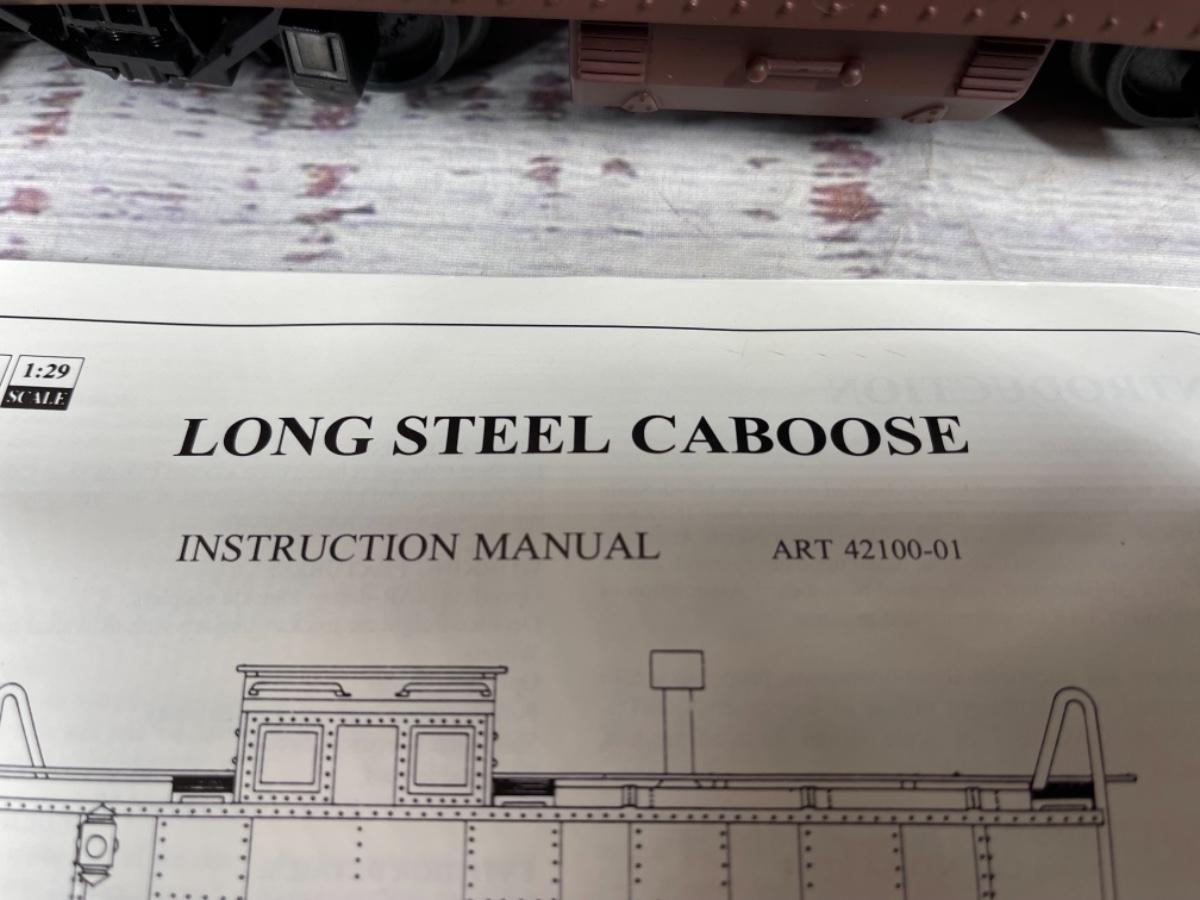 1:29
SCALE
LONG STEEL CABOOSE
INSTRUCTION MANUAL ART 42100-01